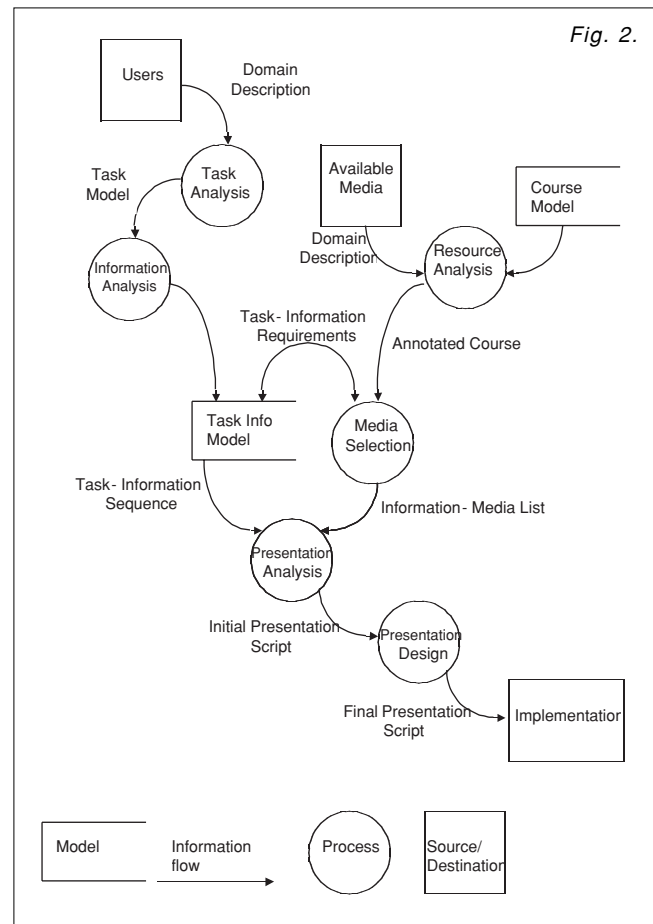 Fig. 2.
Users
Domain
Description
Task
Model
Task
Analysis
Available
Media
Course
Model
Information
Analysis
Domain
Description
Resource
Analysis
Task- Information
Requirements
Annotated Course
Task Info
Model
Media
Selection
Task- Information
Sequence
Information- Media List
Presentation
Analysis
Initial Presentation
Script
Presentation
Design
Final Presentation
Script
Implementation
Model
Information
flow
Process
Source/
Destination